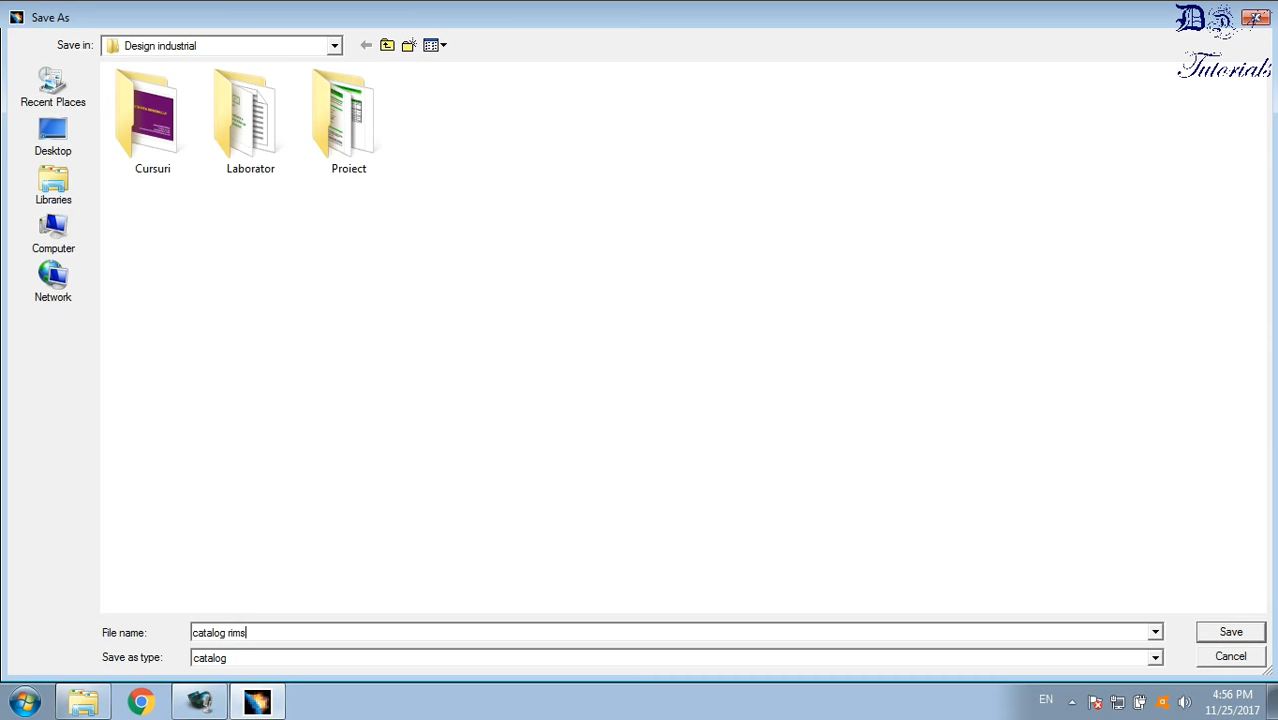 Save As
D S
Tutorials
Save in:
Design industrial
Recent Places
Desktop
Libraries
Computer
Network
Cursuri
Laborator
Proiect
File name:
catalog rims
Save
Save as type:
catalog
Cancel
EN
4:56 PM
11/25/2017